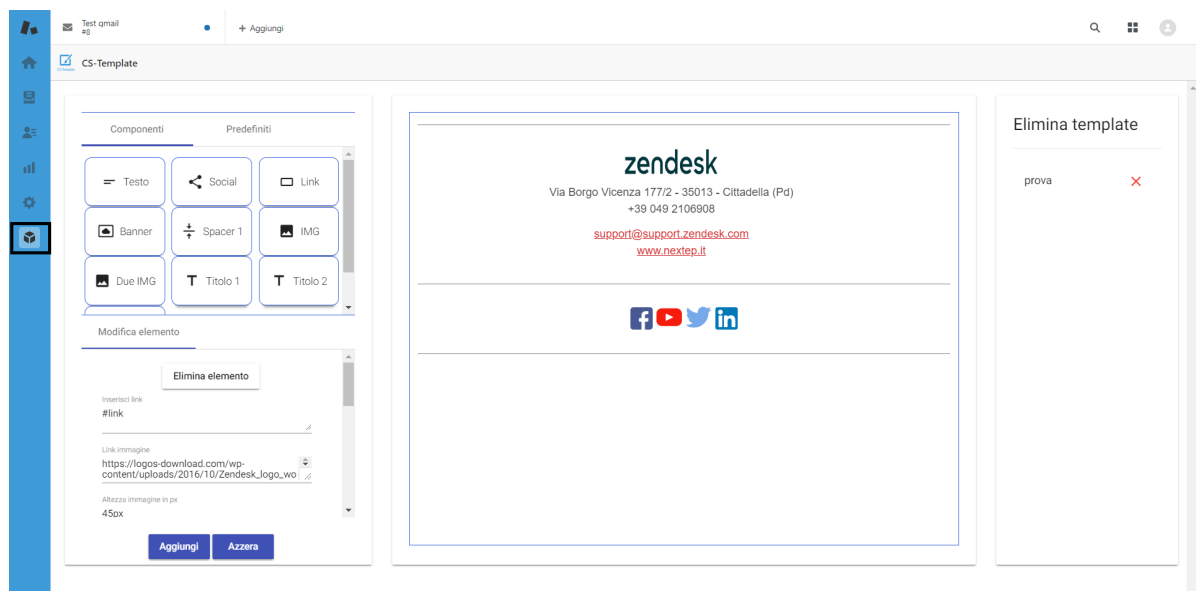 Test gmail
#8
+ Aggiungi
CS-Template
Componenti
Predefiniti
Testo
Social
Link
Banner
Spacer 1
IMG
Due IMG
Titolo 1
Titolo 2
Modifica elemento
Elimina elemento
Inserisci link
#link
Link immagine
https://logos-download.com/wp-
content/uploads/2016/10/Zendesk_logo_wo
Altezza immagine in px
45px
Aggiungi
Azzera
zendesk
Via Borgo Vicenza 177/2 - 35013 - Cittadella (Pd)
+39 049 2106908
support@support.zendesk.com
www.nextep.it
Elimina template
prova